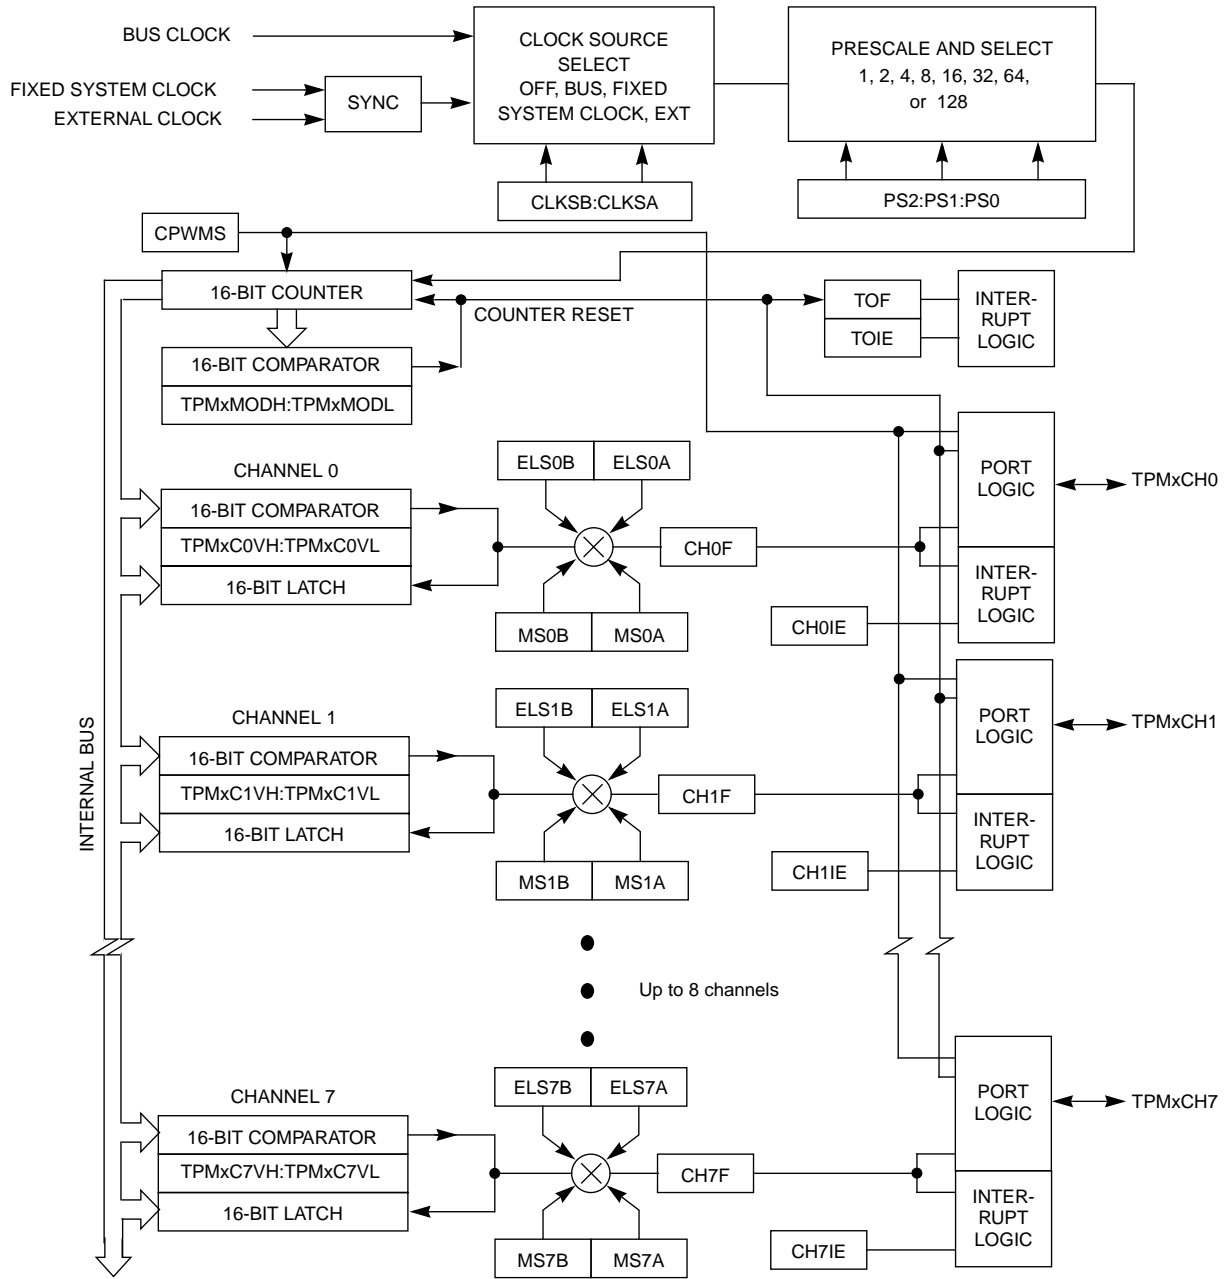 BUS CLOCK
FIXED SYSTEM CLOCK
EXTERNAL CLOCK
SYNC
CLOCK SOURCE
SELECT
OFF, BUS, FIXED
SYSTEM CLOCK, EXT
PRESCALE AND SELECT
1, 2, 4, 8, 16, 32, 64,
or 128
CLKSB:CLKSA
PS2:PS1:PS0
CPWMS
16-BIT COUNTER
COUNTER RESET
TOF
TOIE
INTER-
RUPT
LOGIC
16-BIT COMPARATOR
TPMxMODH:TPMxMODL
CHANNEL 0
16-BIT COMPARATOR
TPMxC0VH:TPMxC0VL
16-BIT LATCH
ELS0B
ELS0A
MS0B
MS0A
CH0F
CH0IE
PORT
LOGIC
INTER-
RUPT
LOGIC
TPMxCH0
INTERNAL BUS
CHANNEL 1
16-BIT COMPARATOR
TPMxC1VH:TPMxC1VL
16-BIT LATCH
ELS1B
ELS1A
MS1B
MS1A
CH1F
CH1IE
PORT
LOGIC
INTER-
RUPT
LOGIC
TPMxCH1
Up to 8 channels
CHANNEL 7
16-BIT COMPARATOR
TPMxC7VH:TPMxC7VL
16-BIT LATCH
ELS7B
ELS7A
MS7B
MS7A
CH7F
CH7IE
PORT
LOGIC
INTER-
RUPT
LOGIC
TPMxCH7